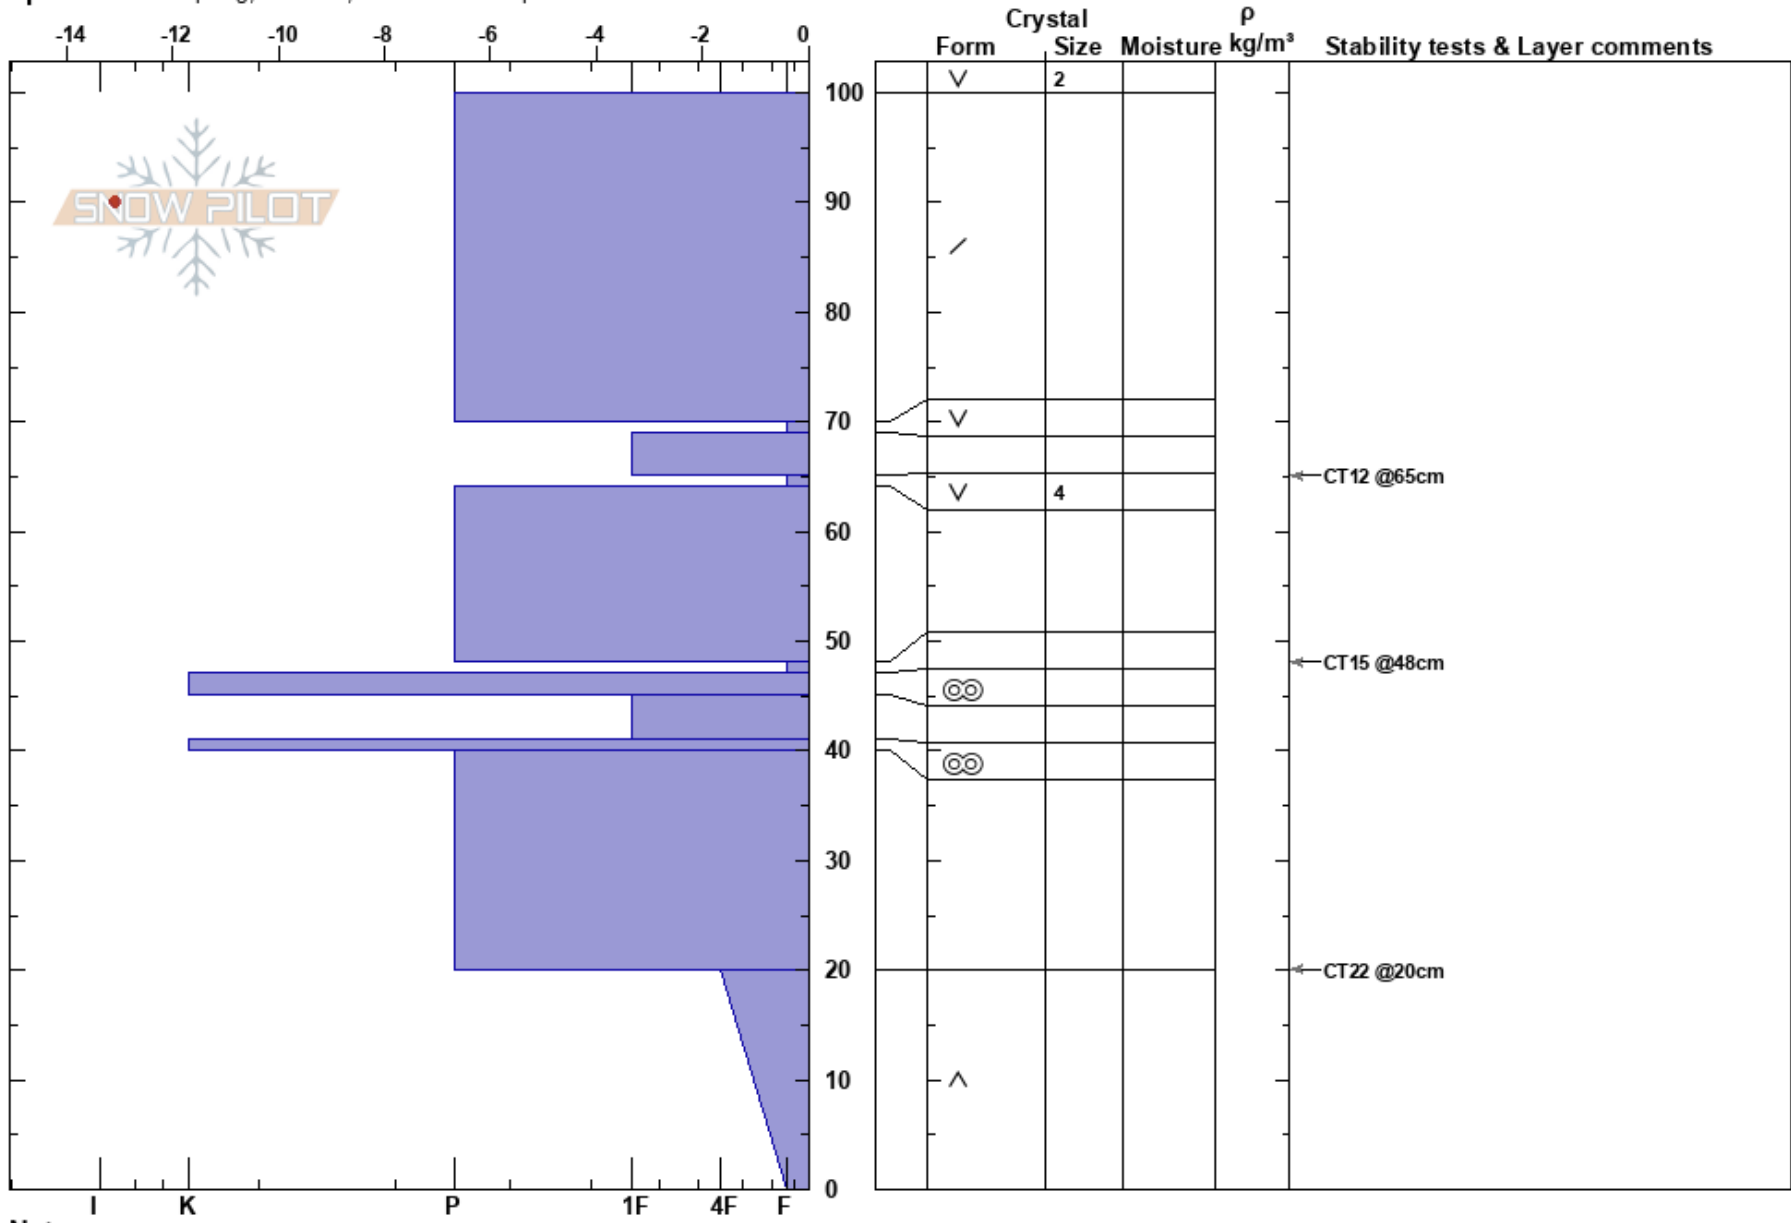 -14 -12 -10 -8 -6 -4 -2 0
Crystal
ρ
Form Size Moisture kg/m³ Stability tests & Layer comments
2
100
SNOW PILOT
90
80
70
CT12 @65cm
4
60
50
CT15 @48cm
40
30
20
CT22 @20cm
10
0
I K P 1F 4F F